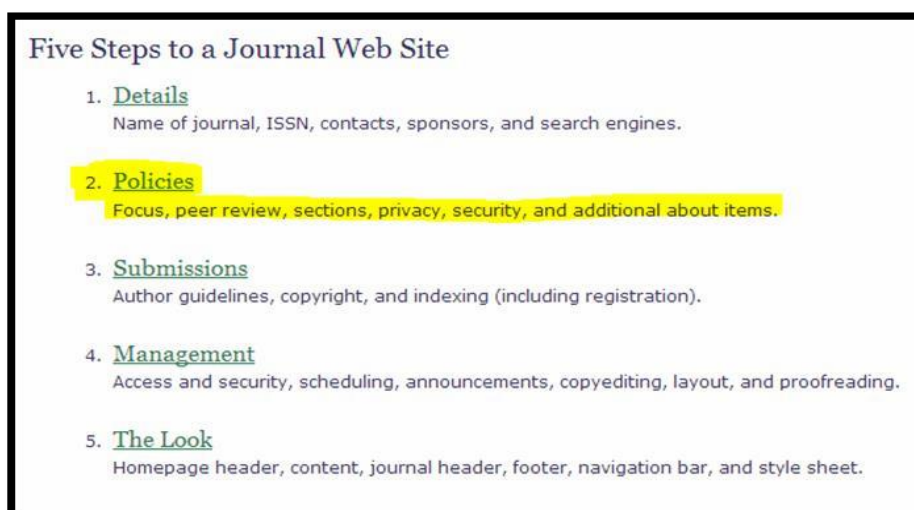 Five Steps to a Journal Web Site
1. Details
Name of journal, ISSN, contacts, sponsors, and search engines.
2. Policies
Focus, peer review, sections, privacy, security, and additional about items.
3. Submissions
Author guidelines, copyright, and indexing (including registration).
4. Management
Access and security, scheduling, announcements, copyediting, layout, and proofreading.
5. The Look
Homepage header, content, journal header, footer, navigation bar, and style sheet.